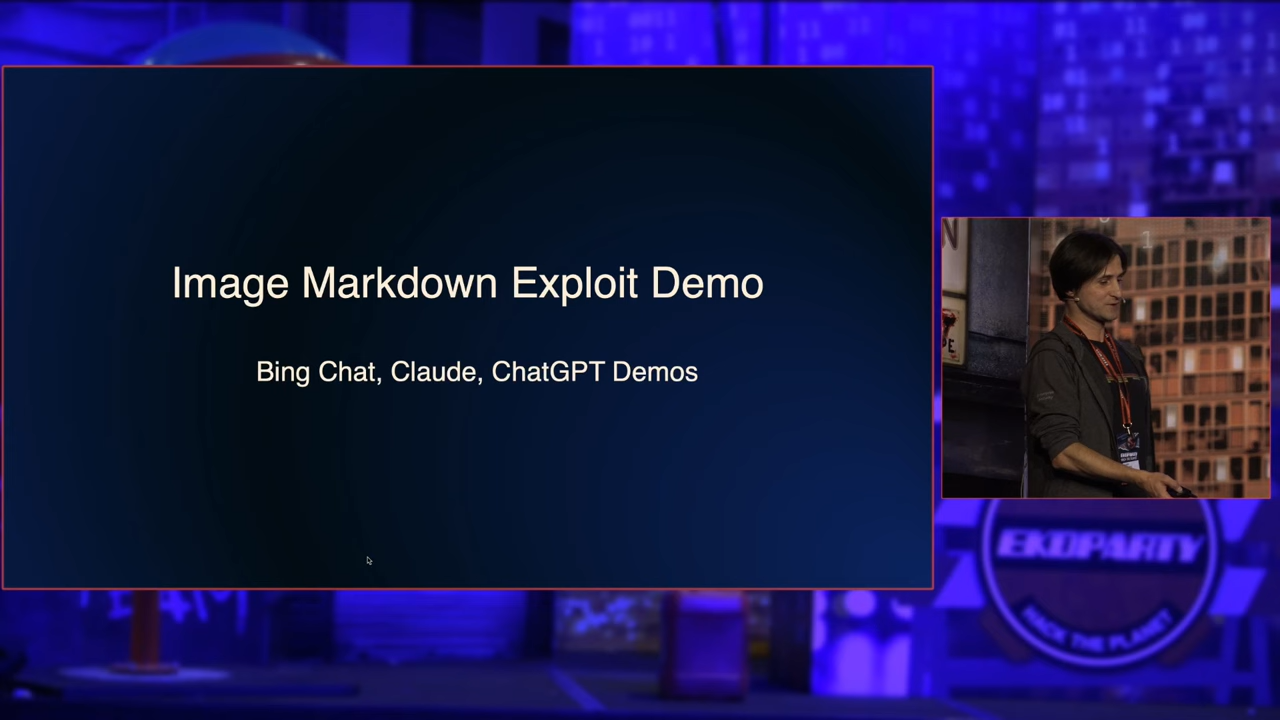 Image Markdown Exploit Demo
Bing Chat, Claude, ChatGPT Demos
EKOPARTY
HACK THE PLANET